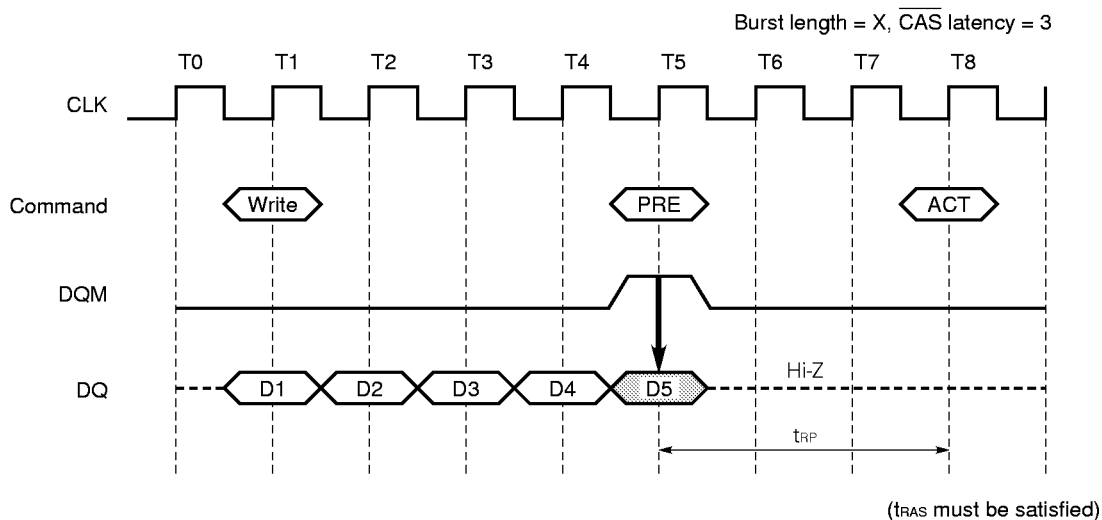 Burst length = X, CAS latency = 3
T0 T1 T2 T3 T4 T5 T6 T7 T8
CLK
Command Write PRE ACT
DQM
DQ D1 D2 D3 D4 D5 Hi-Z
tRP
(tRAS must be satisfied)